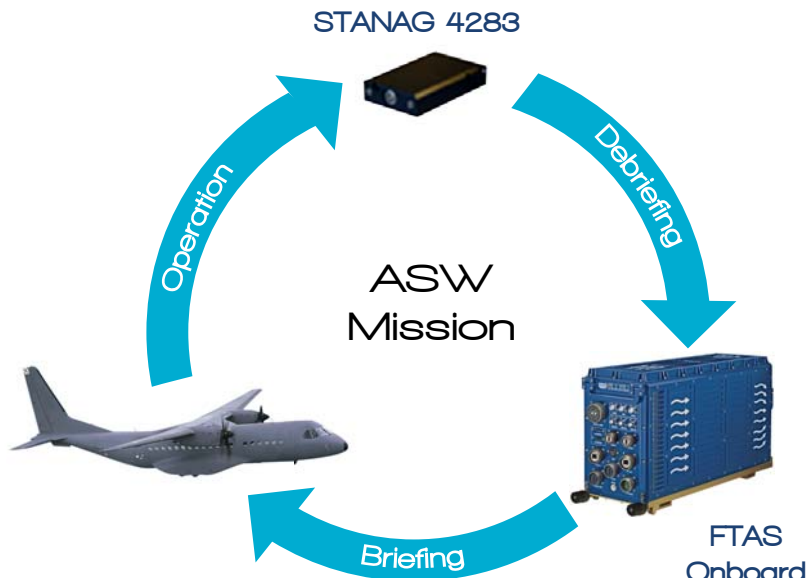 STANAG 4283
Operation
Debriefing
ASW
Mission
Briefing
FTAS
Onboard